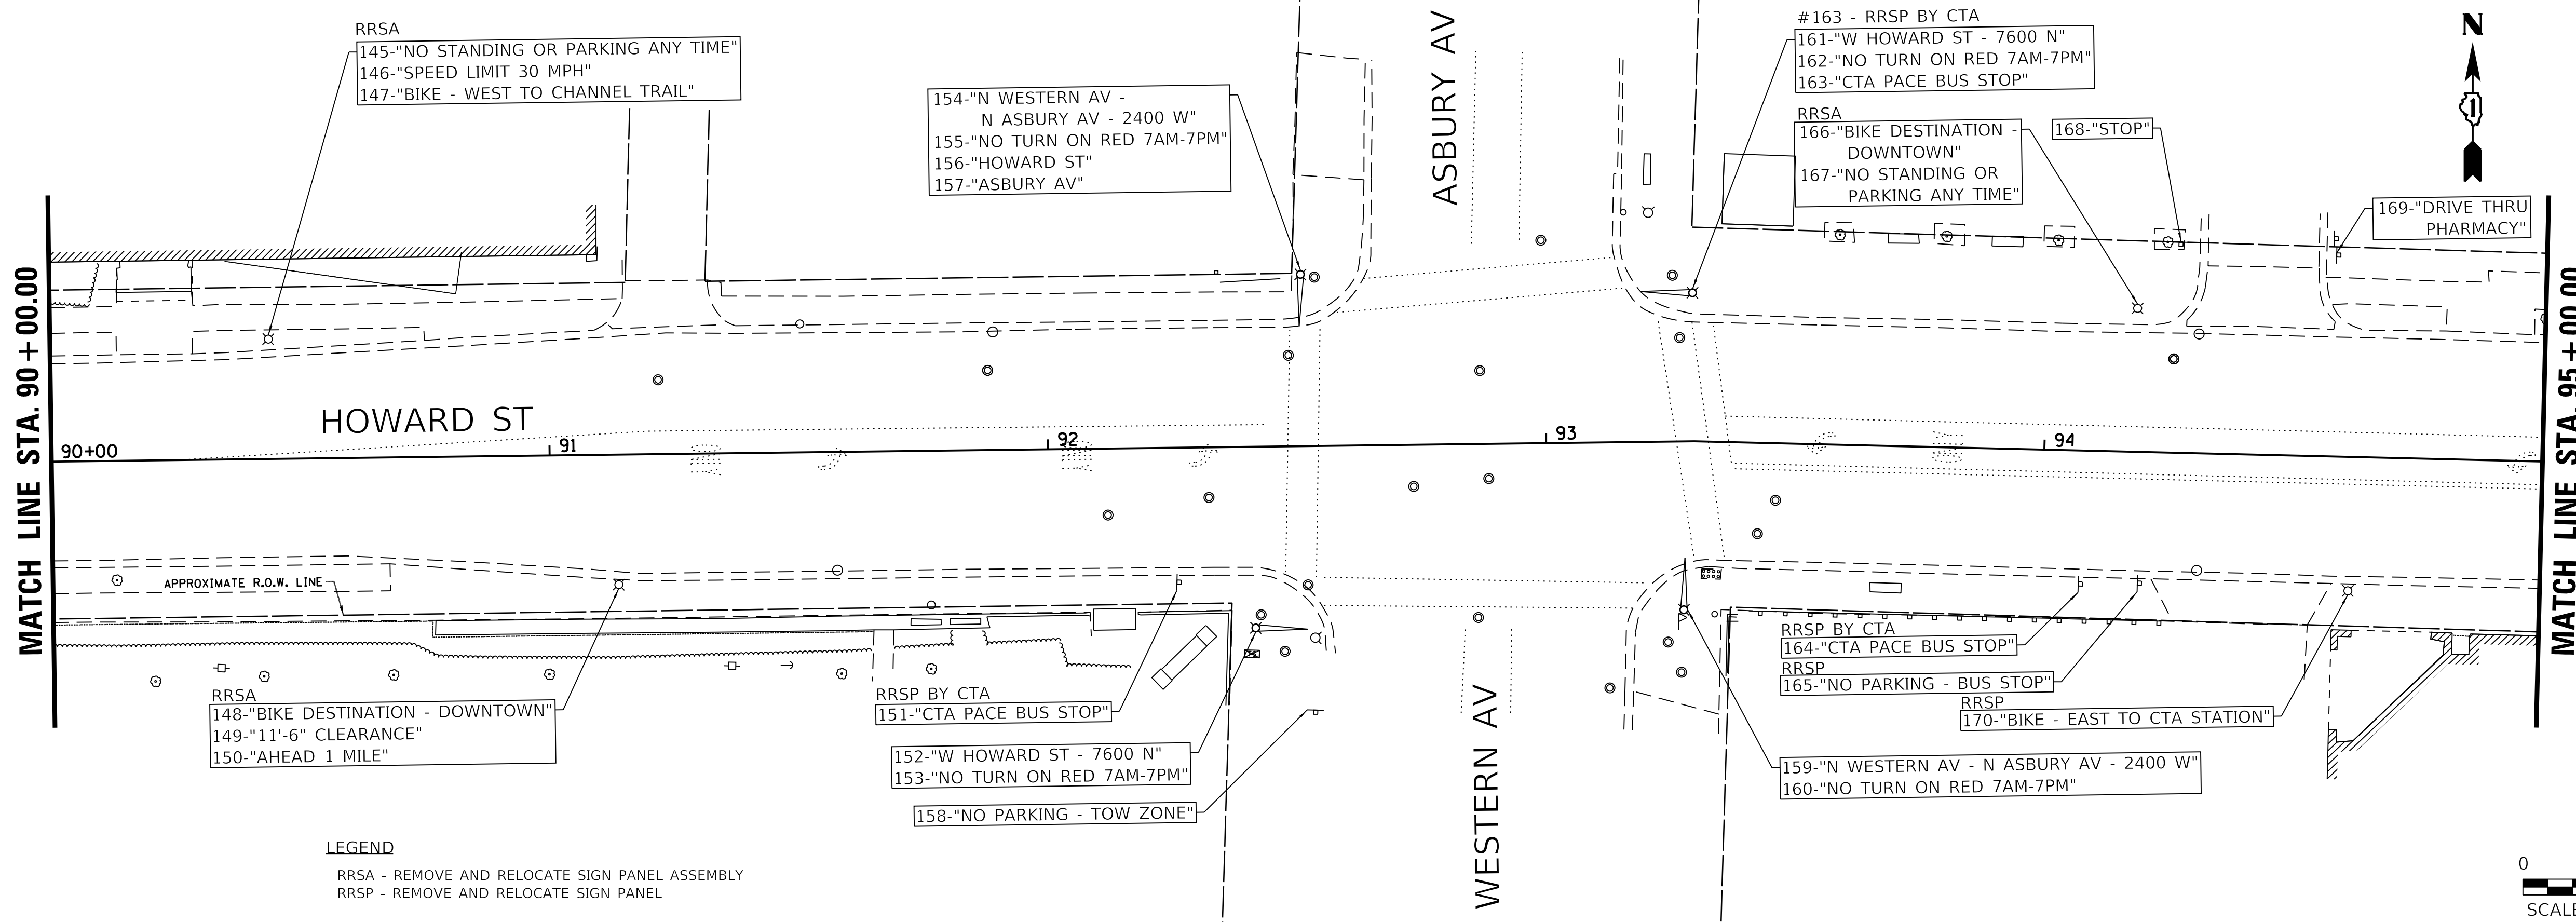 RRSA
145-"NO STANDING OR PARKING ANY TIME"
146-"SPEED LIMIT 30 MPH"
147-"BIKE - WEST TO CHANNEL TRAIL"
154-"N WESTERN AV -
N ASBURY AV - 2400 W"
155-"NO TURN ON RED 7AM-7PM"
156-"HOWARD ST"
157-"ASBURY AV"
ASBURY AV
#163 - RRSP BY CTA
161-"W HOWARD ST - 7600 N"
162-"NO TURN ON RED 7AM-7PM"
163-"CTA PACE BUS STOP"
RRSA
166-"BIKE DESTINATION -
DOWNTOWN"
167-"NO STANDING OR
PARKING ANY TIME"
168-"STOP"
169-"DRIVE THRU
PHARMACY"
N
1
MATCH LINE STA. 90+00.00
HOWARD ST
90+00
91
92
93
94
MATCH LINE STA. 95+00.00
APPROXIMATE R.O.W. LINE
RRSA
148-"BIKE DESTINATION - DOWNTOWN"
149-"11'-6" CLEARANCE"
150-"AHEAD 1 MILE"
RRSP BY CTA
151-"CTA PACE BUS STOP"
152-"W HOWARD ST - 7600 N"
153-"NO TURN ON RED 7AM-7PM"
158-"NO PARKING - TOW ZONE"
WESTERN AV
RRSP BY CTA
164-"CTA PACE BUS STOP"
RRSP
165-"NO PARKING - BUS STOP"
RRSP
170-"BIKE - EAST TO CTA STATION"
159-"N WESTERN AV - N ASBURY AV - 2400 W"
160-"NO TURN ON RED 7AM-7PM"
LEGEND
RRSA - REMOVE AND RELOCATE SIGN PANEL ASSEMBLY
RRSP - REMOVE AND RELOCATE SIGN PANEL
0
SCALE